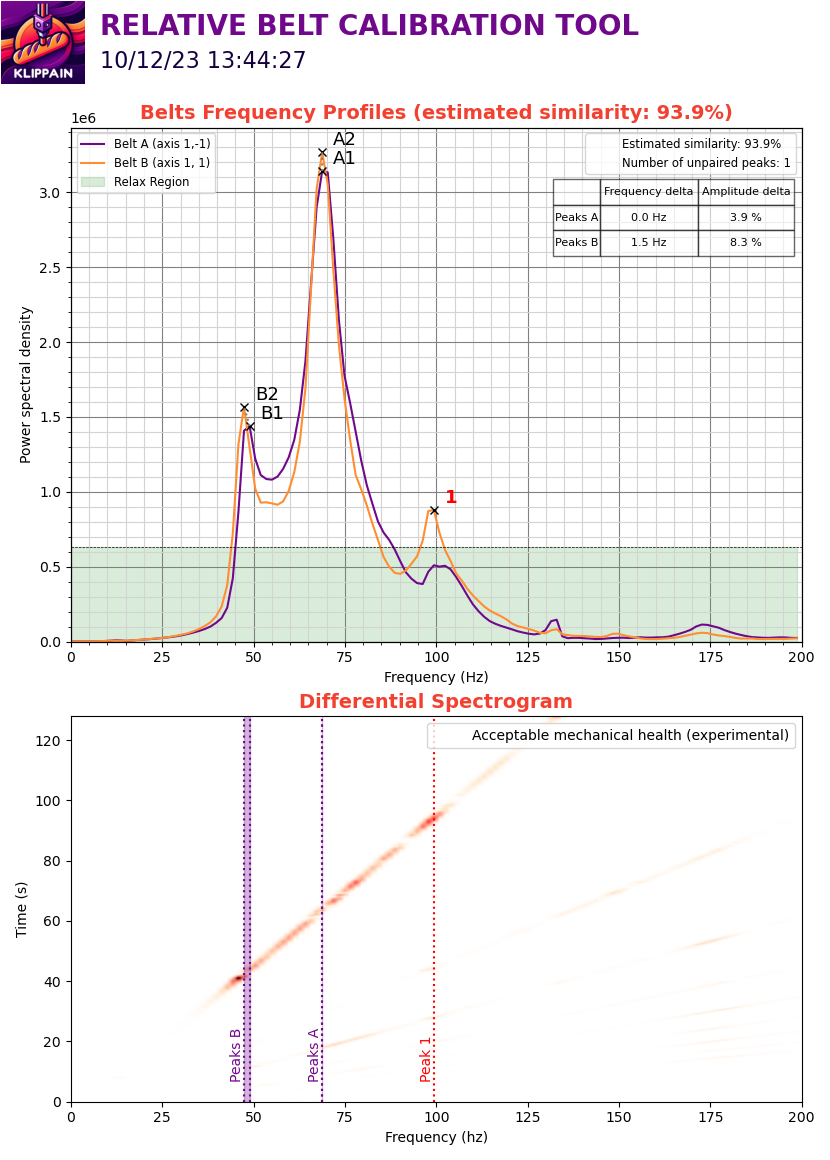 KLIPPAIN
RELATIVE BELT CALIBRATION TOOL
10/12/23 13:44:27
Belts Frequency Profiles (estimated similarity: 93.9%)
1e6
Belt A (axis 1,-1)
Belt B (axis 1, 1)
Relax Region
A2
A1
Estimated similarity: 93.9%
Number of unpaired peaks: 1
Frequency delta Amplitude delta
Peaks A 0.0 Hz 3.9 %
Peaks B 1.5 Hz 8.3 %
B2
B1
1
Power spectral density
3.0
2.5
2.0
1.5
1.0
0.5
0.0
0 25 50 75 100 125 150 175 200
Frequency (Hz)
Differential Spectrogram
Acceptable mechanical health (experimental)
Time (s)
120
100
80
60
40
20
0
Peaks B
Peaks A
Peak 1
0 25 50 75 100 125 150 175 200
Frequency (hz)